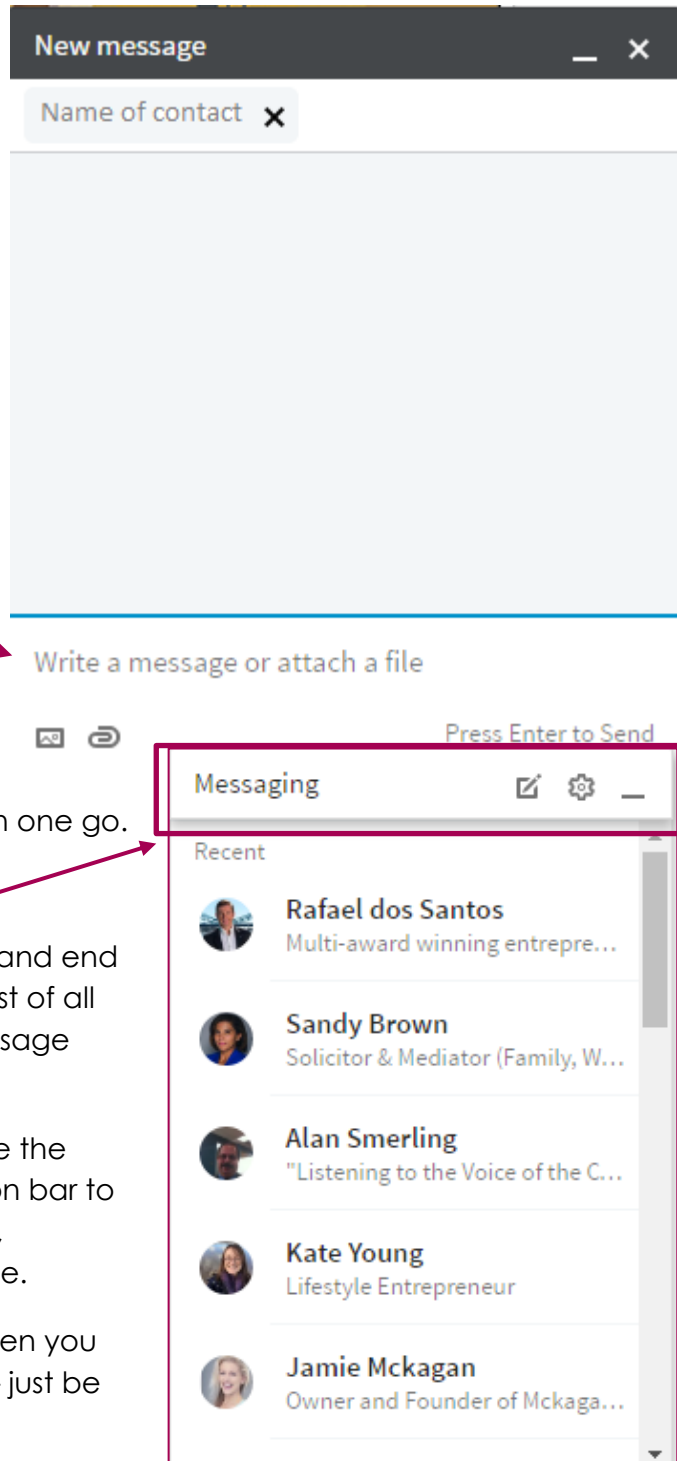 New message
Name of contact
Write a message or attach a file
Press Enter to Send
one go.
and end
of all
the
bar to
you
just be
Messaging
Recent
Rafael dos Santos
Multi-award winning entrepre...
Sandy Brown
Solicitor & Mediator (Family, W...
Alan Smerling
"Listening to the Voice of the C...
Kate Young
Lifestyle Entrepreneur
Jamie Mckagan
Owner and Founder of Mckaga...